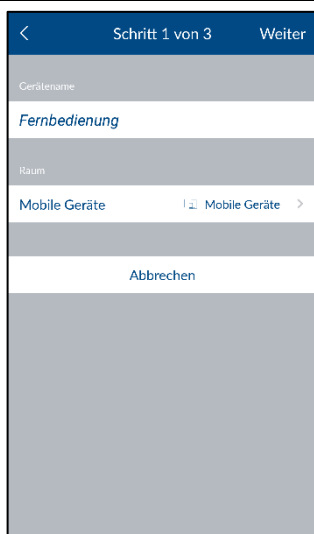 Schritt 1 von 3 Weiter
Gerätename
Fernbedienung
Raum
Mobile Geräte Mobile Geräte
Abbrechen